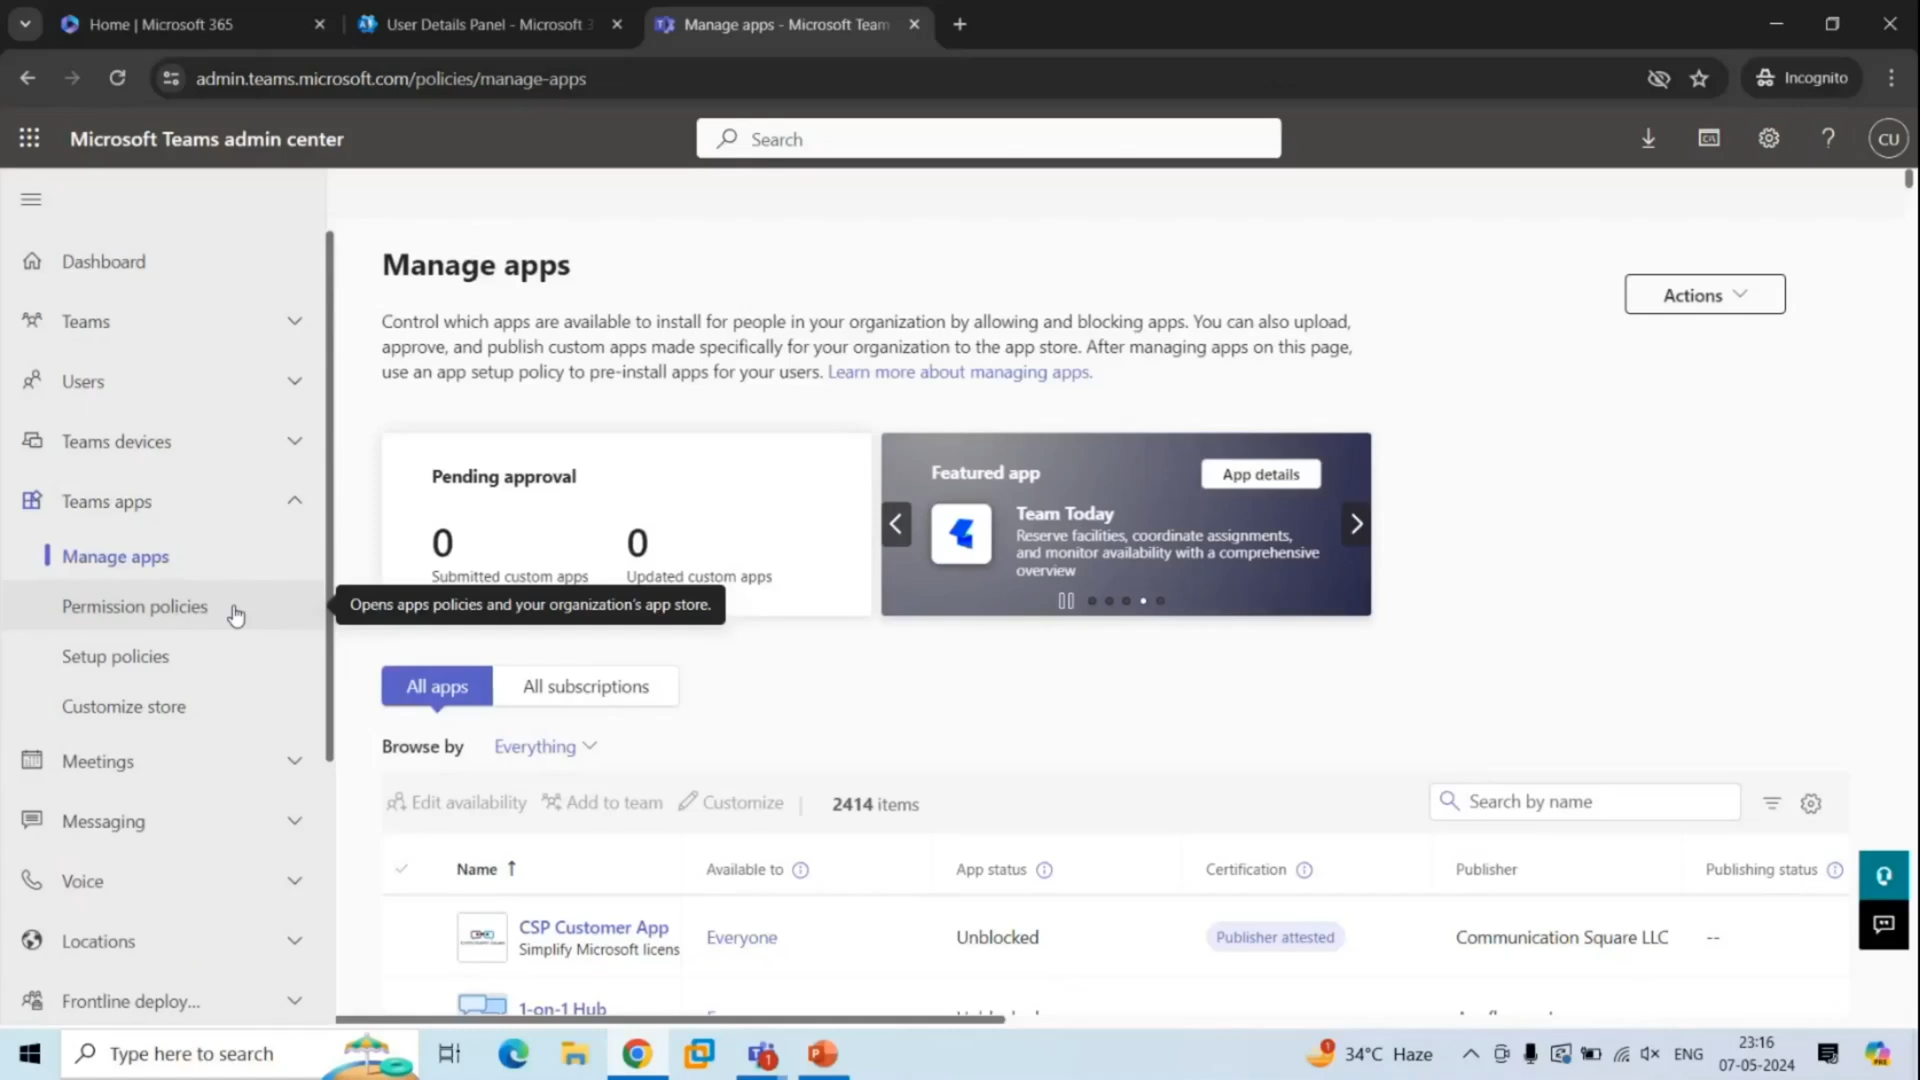 Home | Microsoft 365
User Details Panel - Microsoft 3
Manage apps - Microsoft Team
admin.teams.microsoft.com/policies/manage-apps
Incognito
Microsoft Teams admin center
Search
CU
Dashboard
Teams
Users
Teams devices
Teams apps
Manage apps
Permission policies
Setup policies
Customize store
Meetings
Messaging
Voice
Locations
Frontline deploy...
Opens apps policies and your organization's app store.
Manage apps
Actions
Control which apps are available to install for people in your organization by allowing and blocking apps. You can also upload,
approve, and publish custom apps made specifically for your organization to the app store. After managing apps on this page,
use an app setup policy to pre-install apps for your users. Learn more about managing apps.
Pending approval
0
0
Submitted custom apps
Updated custom apps
Featured app
App details
Team Today
Reserve facilities, coordinate assignments,
and monitor availability with a comprehensive
overview
All apps
All subscriptions
Browse by
Everything
Edit availability
Add to team
Customize
2414 items
Search by name
Name
Available to
App status
Certification
Publisher
Publishing status
CSP Customer App
Simplify Microsoft licens
Everyone
Unblocked
Publisher attested
Communication Square LLC
--
1-on-1 Hub
Type here to search
34°C Haze
ENG
23:16
07-05-2024